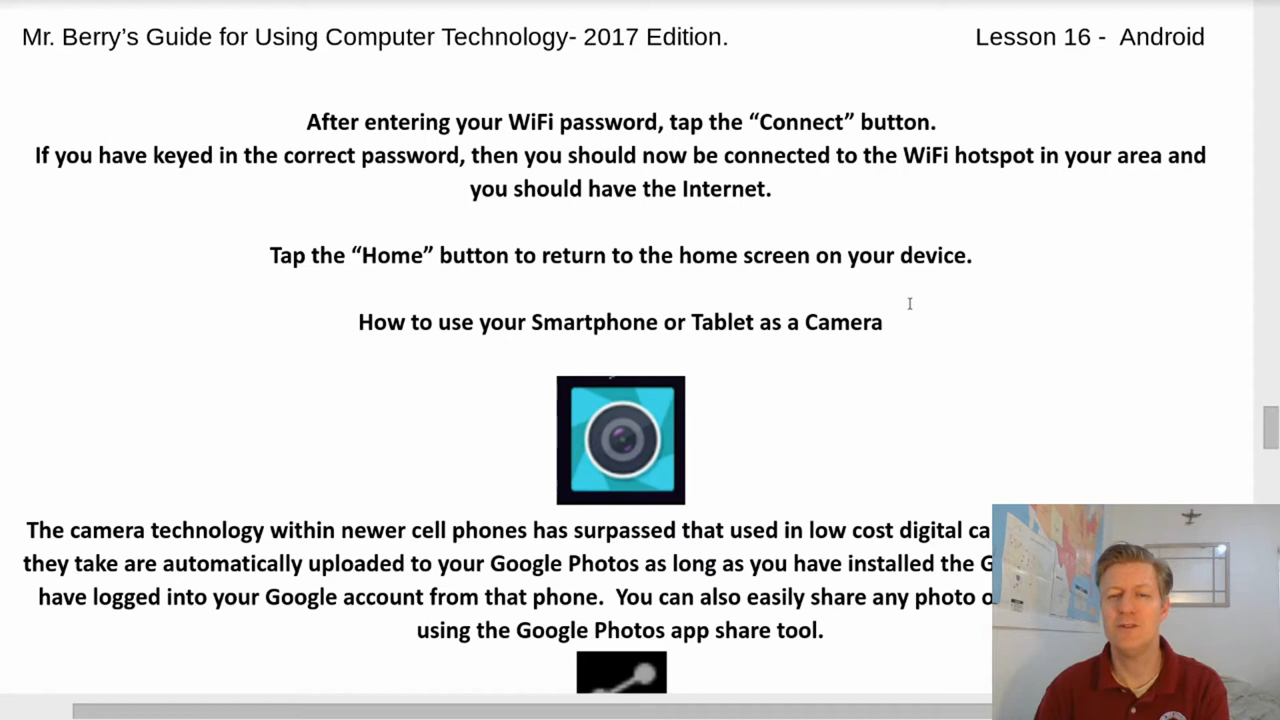 Mr. Berry’s Guide for Using Computer Technology- 2017 Edition. Lesson 16 - Android
After entering your WiFi password, tap the “Connect” button.
If you have keyed in the correct password, then you should now be connected to the WiFi hotspot in your area and
you should have the Internet.
Tap the “Home” button to return to the home screen on your device.
How to use your Smartphone or Tablet as a Camera
The camera technology within newer cell phones has surpassed that used in low cost digital ca
they take are automatically uploaded to your Google Photos as long as you have installed the G
have logged into your Google account from that phone. You can also easily share any photo o
using the Google Photos app share tool.